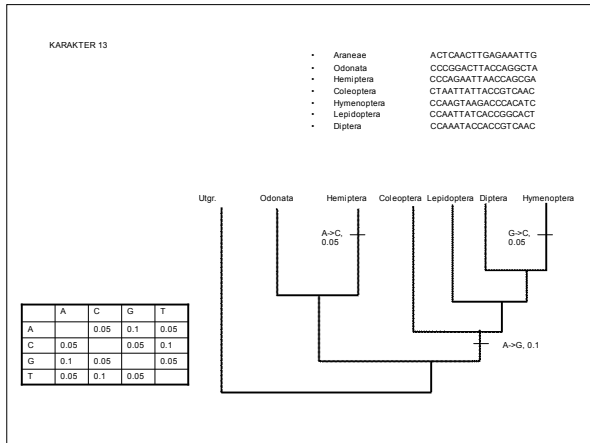 KARAKTER 13
• Araneae ACTCAACTTGAGAAATTG
• Odonata CCCGGACTTACCAGGCTA
• Hemiptera CCCAGAATTAACCAGCGA
• Coleoptera CTAATTATTACCGTCAAC
• Hymenoptera CCAAGTAAGACCCACATC
• Lepidoptera CCAATTATCACCGGCACT
• Diptera CCAAATACCACCGTCAAC
Utgr. Odonata Hemiptera Coleoptera Lepidoptera Diptera Hymenoptera
A->C, 0.05
G->C, 0.05
A->G, 0.1
A C G T
A 0.05 0.1 0.05
C 0.05 0.05 0.1
G 0.1 0.05 0.05
T 0.05 0.1 0.05